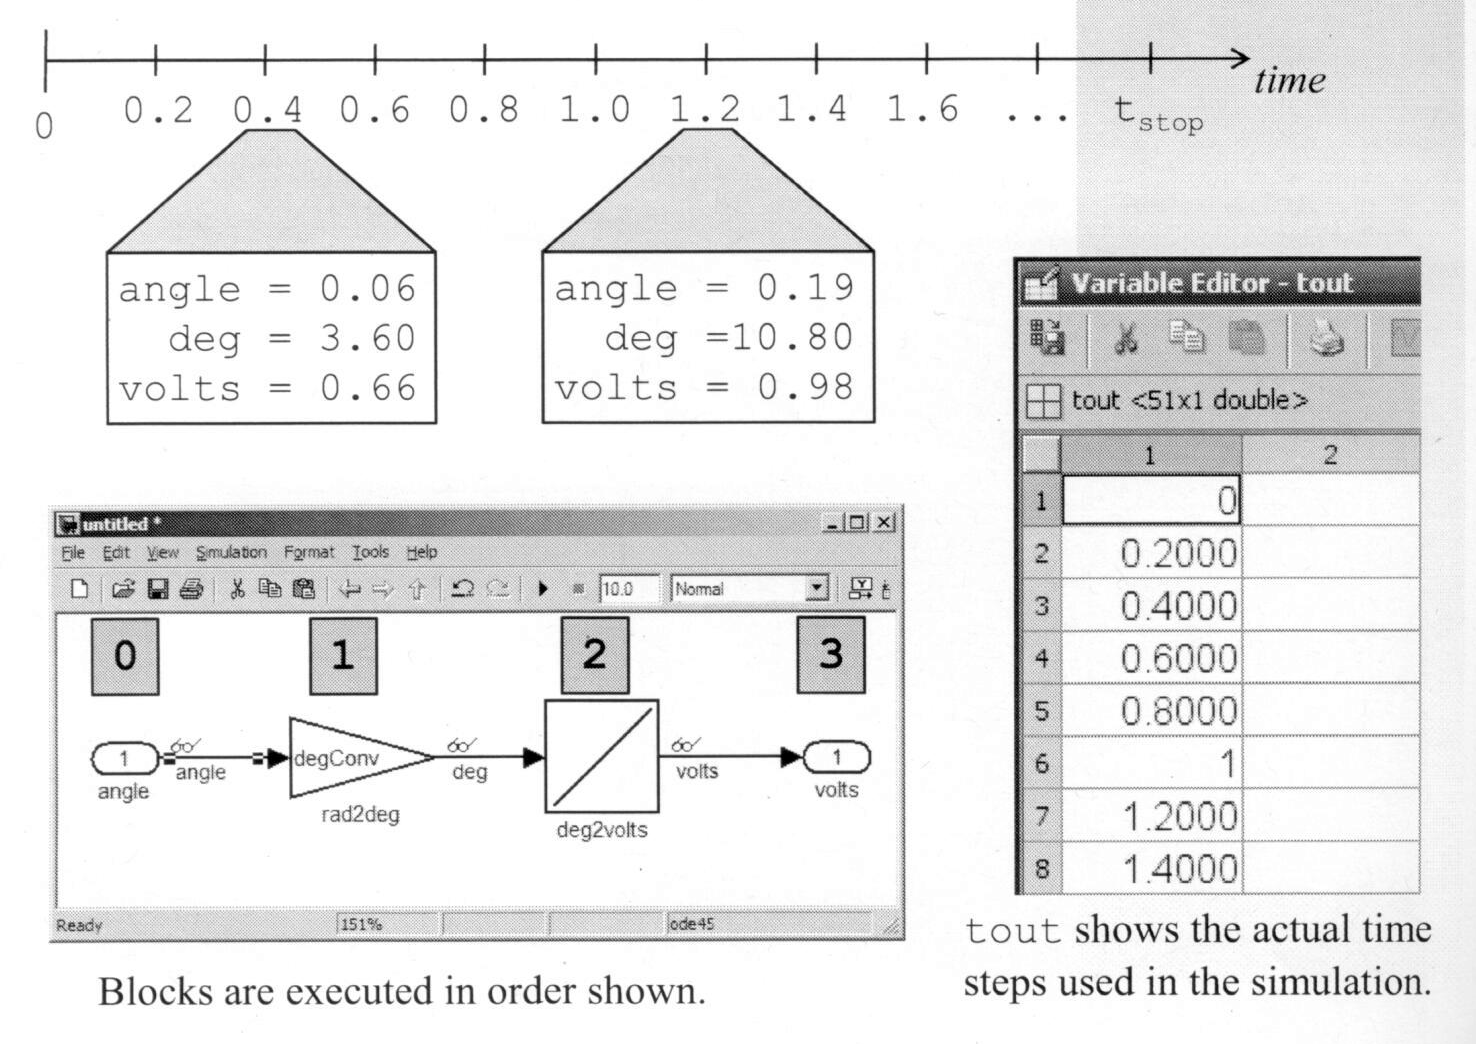 0 0.2 0.4 0.6 0.8 1.0 1.2 1.4 1.6 ... tstop time
angle = 0.06
deg = 3.60
volts = 0.66
angle = 0.19
deg =10.80
volts = 0.98
Variable Editor - tout
tout <51x1 double>
1 2
1 0
2 0.2000
3 0.4000
4 0.6000
5 0.8000
6 1
7 1.2000
8 1.4000
tout shows the actual time
steps used in the simulation.
untitled *
File Edit View Simulation Format Tools Help
10.0 Normal
0 1 2 3
1 angle degConv deg volts 1
angle rad2deg deg2volts volts
Ready 151% ode45
Blocks are executed in order shown.